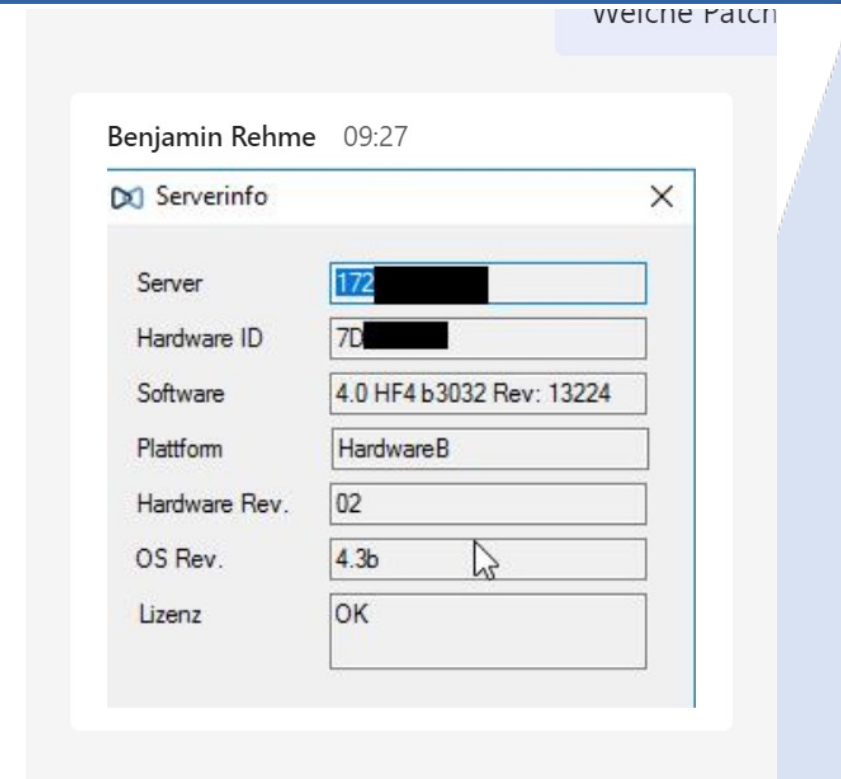 Welche Patch
Benjamin Rehme 09:27
Serverinfo
Server 172
Hardware ID 7D
Software 4.0 HF4 b3032 Rev: 13224
Plattform HardwareB
Hardware Rev. 02
OS Rev. 4.3b
Lizenz OK